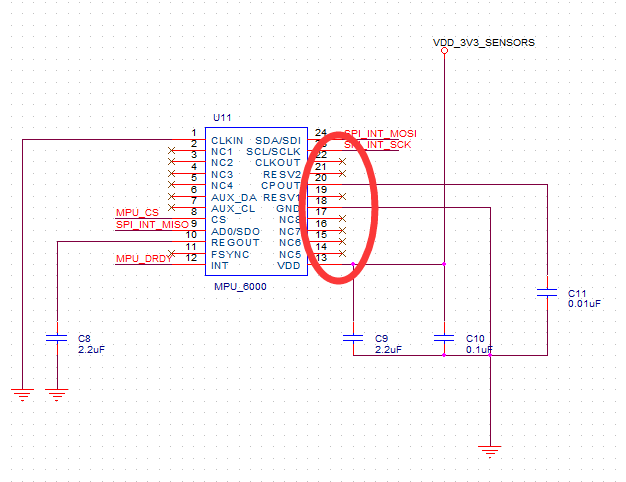 VDD_3V3_SENSORS
U11
1 CLKIN SDA/SDI 24 SPI_INT_MOSI
2 NC1 SCL/SCLK 23 SPI_INT_SCK
3 NC2 CLKOUT 22
4 NC3 RESV2 21
5 NC4 CPOUT 20
6 AUX_DA RESV1 19
7 AUX_CL GND 18
MPU_CS 8 CS NC8 17
SPI_INT_MISO 9 AD0/SDO NC7 16
10 REGOUT NC6 15
11 FSYNC NC5 14
MPU_DRDY 12 INT VDD 13
MPU_6000
C11
0.01uF
C8
2.2uF
C9
2.2uF
C10
0.1uF